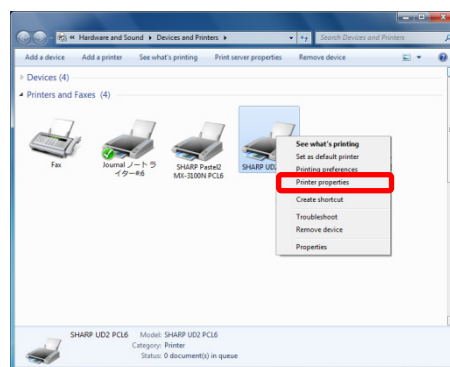 « Hardware and Sound ▸ Devices and Printers ▸
Search Devices and Printers
Add a device Add a printer See what's printing Print server properties Remove device
Devices (4)
Printers and Faxes (4)
Fax
Journal ノート ラ
イター#6
SHARP Pastel2
MX-3100N PCL6
SHARP UD2
See what's printing
Set as default printer
Printing preferences
Printer properties
Create shortcut
Troubleshoot
Remove device
Properties
SHARP UD2 PCL6 Model: SHARP UD2 PCL6
Category: Printer
Status: 0 document(s) in queue